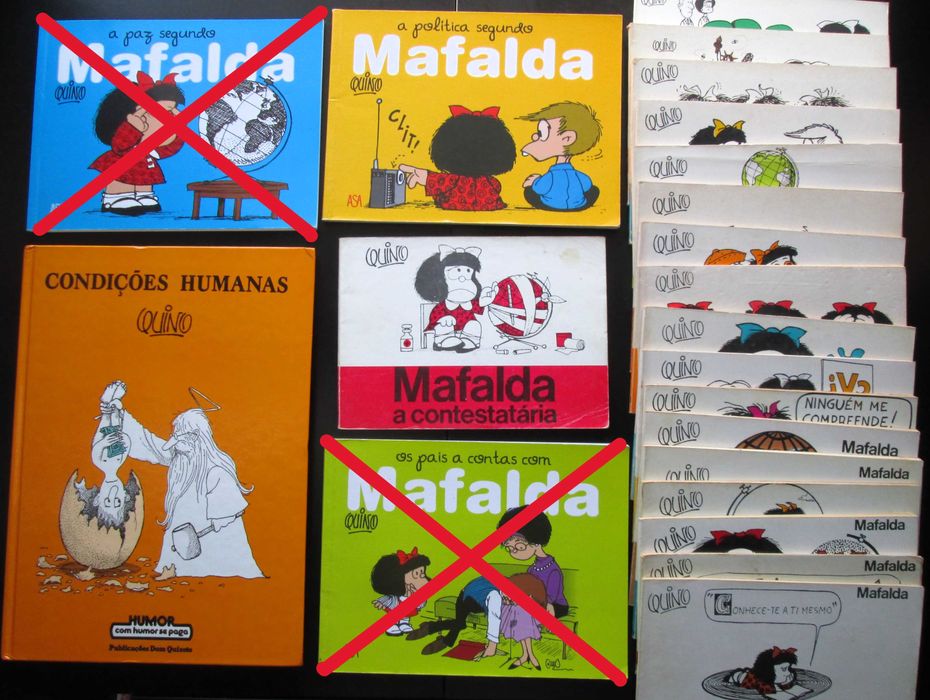 a paz segundo
Mafalda
QUINO
a política segundo
Mafalda
QUINO
CLIT!
ASA
CONDIÇÕES HUMANAS
QUINO
HUMOR
com humor se paga
Publicações Dom Quixote
QUINO
Mafalda
a contestatária
os pais a contas com
Mafalda
QUINO
QUINO
QUINO
QUINO
QUINO
QUINO
QUINO
QUINO
QUINO
QUINO
QUINO
NINGUÉM ME
COMPREENDE!
QUINO
Mafalda
QUINO
Mafalda
QUINO
Mafalda
QUINO
Mafalda
QUINO
Mafalda
QUINO
"CONHECE-TE A TI MESMO"